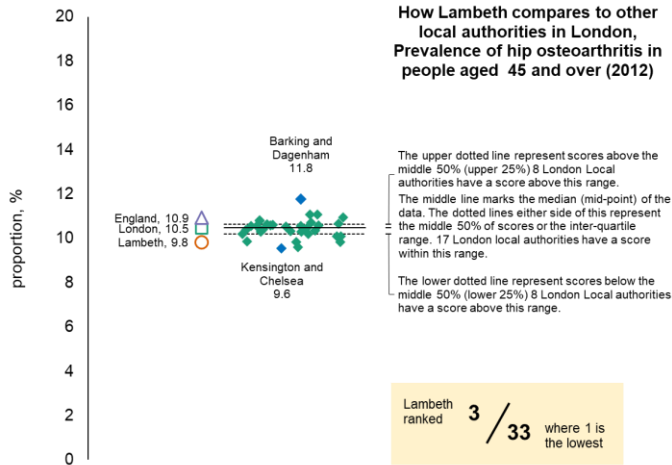 How Lambeth compares to other
local authorities in London,
Prevalence of hip osteoarthritis in
people aged 45 and over (2012)
proportion, %
20
18
16
14
12
10
8
6
4
2
0
England, 10.9
London, 10.5
Lambeth, 9.8
Barking and
Dagenham
11.8
Kensington and
Chelsea
9.6
The upper dotted line represent scores above the
middle 50% (upper 25%) 8 London Local
authorities have a score above this range.
The middle line marks the median (mid-point) of the
data. The dotted lines either side of this represent
the middle 50% of scores or the inter-quartile
range. 17 London local authorities have a score
within this range.
The lower dotted line represent scores below the
middle 50% (lower 25%) 8 London Local authorities
have a score above this range.
Lambeth
ranked
3
/
33
where 1 is
the lowest